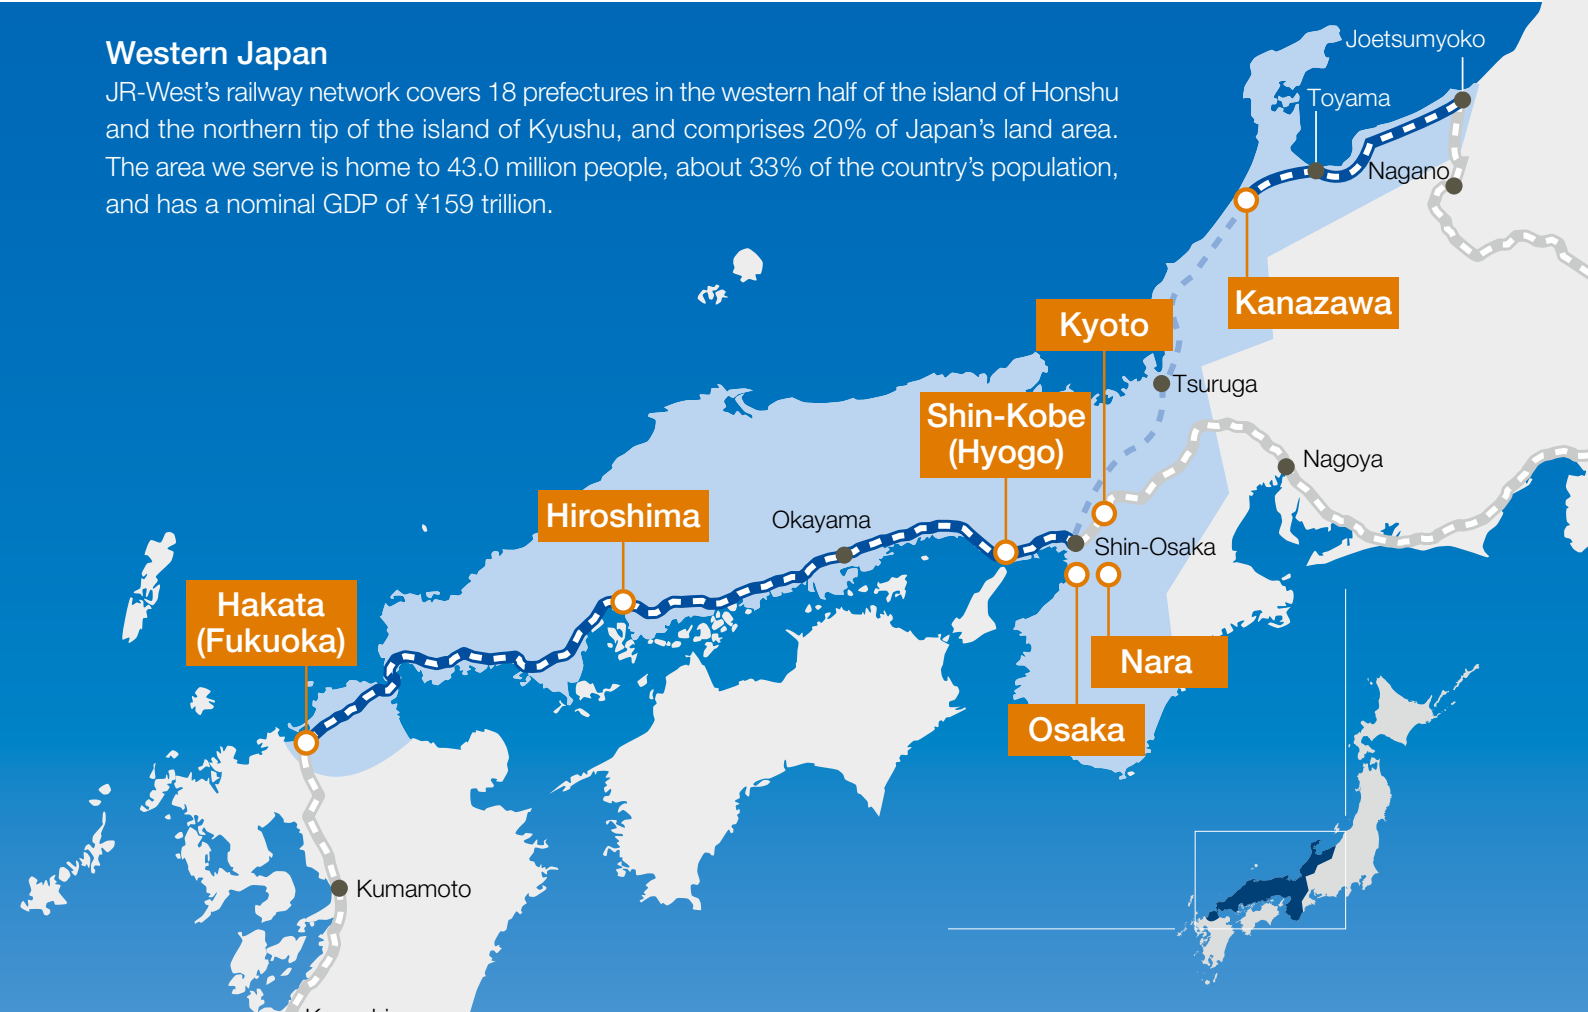 Western Japan
JR-West's railway network covers 18 prefectures in the western half of the island of Honshu
and the northern tip of the island of Kyushu, and comprises 20% of Japan's land area.
The area we serve is home to 43.0 million people, about 33% of the country's population,
and has a nominal GDP of ¥159 trillion.
Joetsumyoko
Toyama
Nagano
Kanazawa
Kyoto
Tsuruga
Shin-Kobe
(Hyogo)
Nagoya
Hiroshima
Okayama
Shin-Osaka
Hakata
(Fukuoka)
Nara
Osaka
Kumamoto